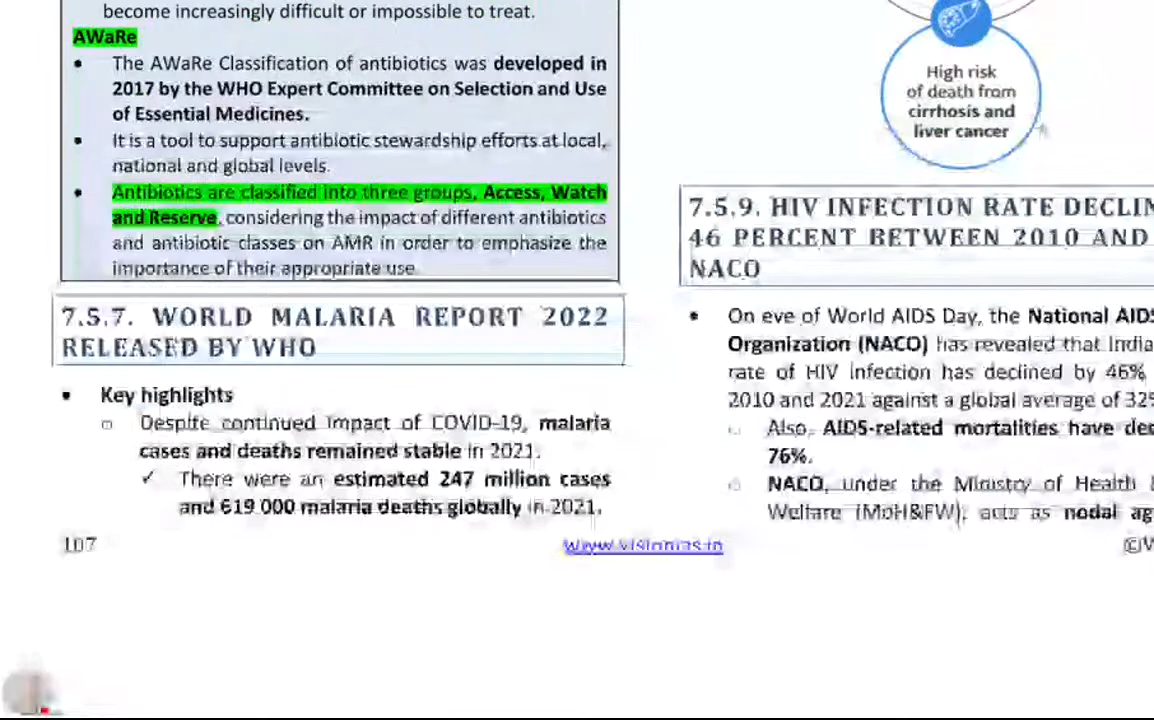 become increasingly difficult or impossible to treat.
AWaRe
• The AWaRe Classification of antibiotics was developed in
2017 by the WHO Expert Committee on Selection and Use
of Essential Medicines.
• It is a tool to support antibiotic stewardship efforts at local,
national and global levels.
• Antibiotics are classified into three groups, Access, Watch
and Reserve, considering the impact of different antibiotics
and antibiotic classes on AMR in order to emphasize the
importance of their appropriate use.
7.5.7. WORLD MALARIA REPORT 2022
RELEASED BY WHO
• Key highlights
Despite continued impact of COVID-19, malaria
cases and deaths remained stable in 2021.
✓ There were an estimated 247 million cases
and 619,000 malaria deaths globally in 2021.
107
www.visionias.in
High risk
of death from
cirrhosis and
liver cancer
7.5.9. HIV INFECTION RATE DECLIN
46 PERCENT BETWEEN 2010 AND
NACO
• On eve of World AIDS Day, the National AIDS
Organization (NACO) has revealed that India
rate of HIV infection has declined by 46%
2010 and 2021 against a global average of 32%
Also, AIDS-related mortalities have dec
76%.
NACO, under the Ministry of Health
Welfare (MoH&FW), acts as nodal ag
©V